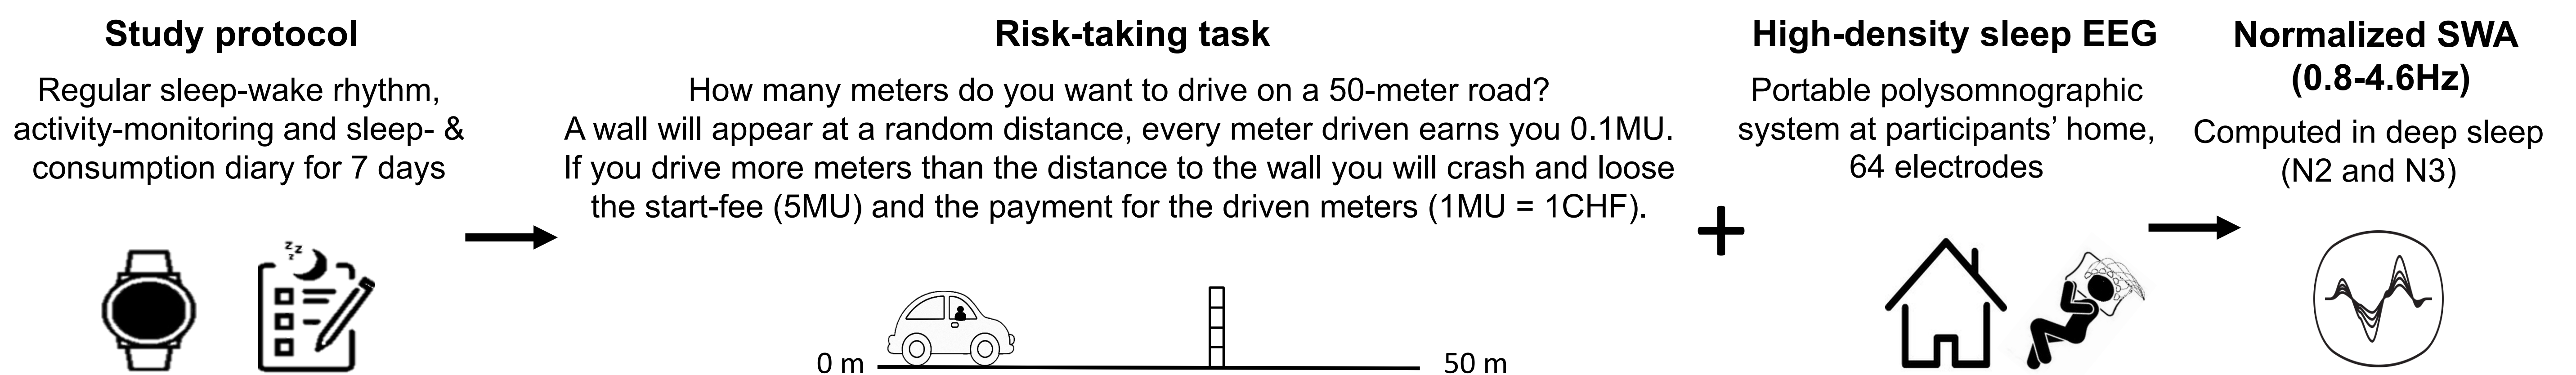 Study protocol
Regular sleep-wake rhythm,
activity-monitoring and sleep- &
consumption diary for 7 days
zz
z
Risk-taking task
How many meters do you want to drive on a 50-meter road?
A wall will appear at a random distance, every meter driven earns you 0.1MU.
If you drive more meters than the distance to the wall you will crash and loose
the start-fee (5MU) and the payment for the driven meters (1MU = 1CHF).
0 m
50 m
+
High-density sleep EEG
Portable polysomnographic
system at participants’ home,
64 electrodes
Normalized SWA
(0.8-4.6Hz)
Computed in deep sleep
(N2 and N3)